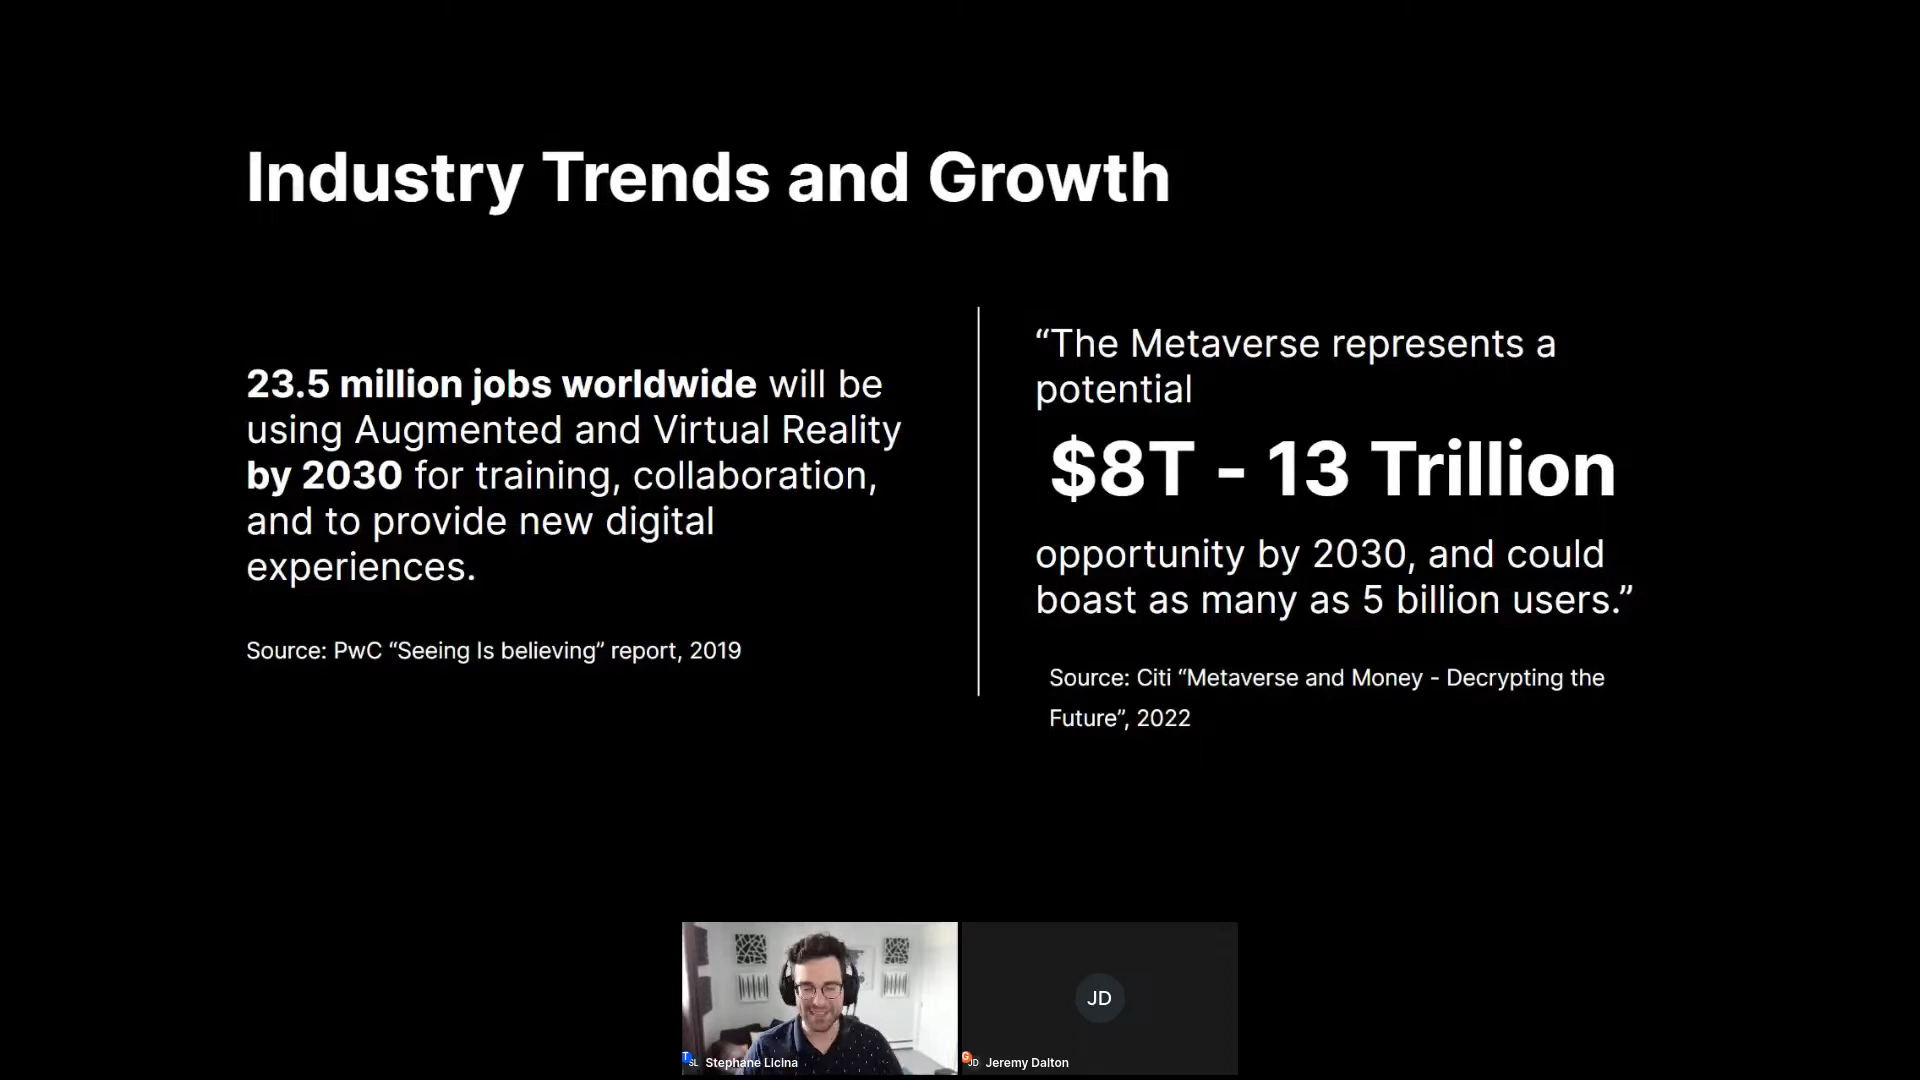 Industry Trends and Growth
23.5 million jobs worldwide will be
using Augmented and Virtual Reality
by 2030 for training, collaboration,
and to provide new digital
experiences.
Source: PwC “Seeing Is believing” report, 2019
“The Metaverse represents a
potential
$8T - 13 Trillion
opportunity by 2030, and could
boast as many as 5 billion users.”
Source: Citi “Metaverse and Money - Decrypting the
Future”, 2022
T SL Stephane Licina
JD
G JD Jeremy Dalton